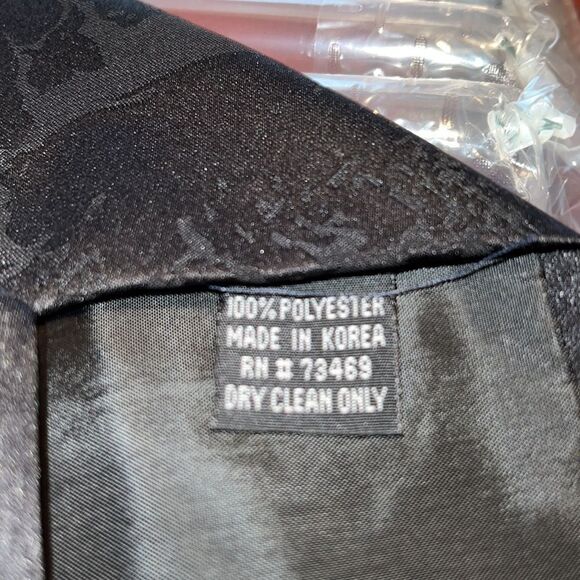 100% POLYESTER
MADE IN KOREA
RN # 73469
DRY CLEAN ONLY